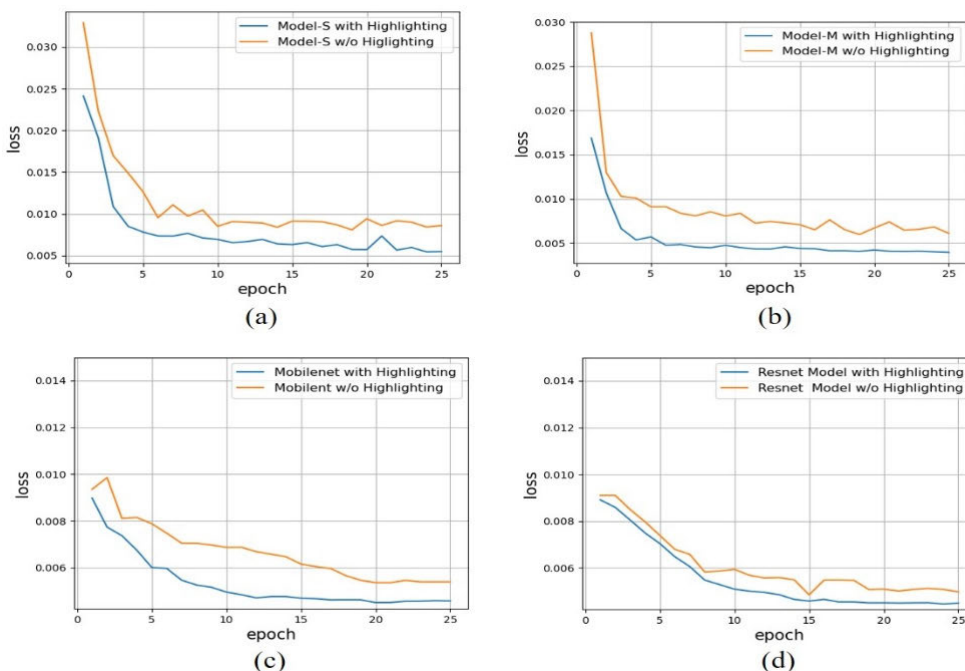 Model-S with Highlighting
Model-S w/o Higlighting
0.030
0.025
0.020
0.015
0.010
0.005
loss
0 5 10 15 20 25
epoch
(a)
Model-M with Highlighting
Model-M w/o Highlighting
0.030
0.025
0.020
0.015
0.010
0.005
loss
0 5 10 15 20 25
epoch
(b)
Mobilenet with Highlighting
Mobilent w/o Highlighting
0.014
0.012
0.010
0.008
0.006
loss
0 5 10 15 20 25
epoch
(c)
Resnet Model with Highlighting
Resnet Model w/o Highlighting
0.014
0.012
0.010
0.008
0.006
loss
0 5 10 15 20 25
epoch
(d)